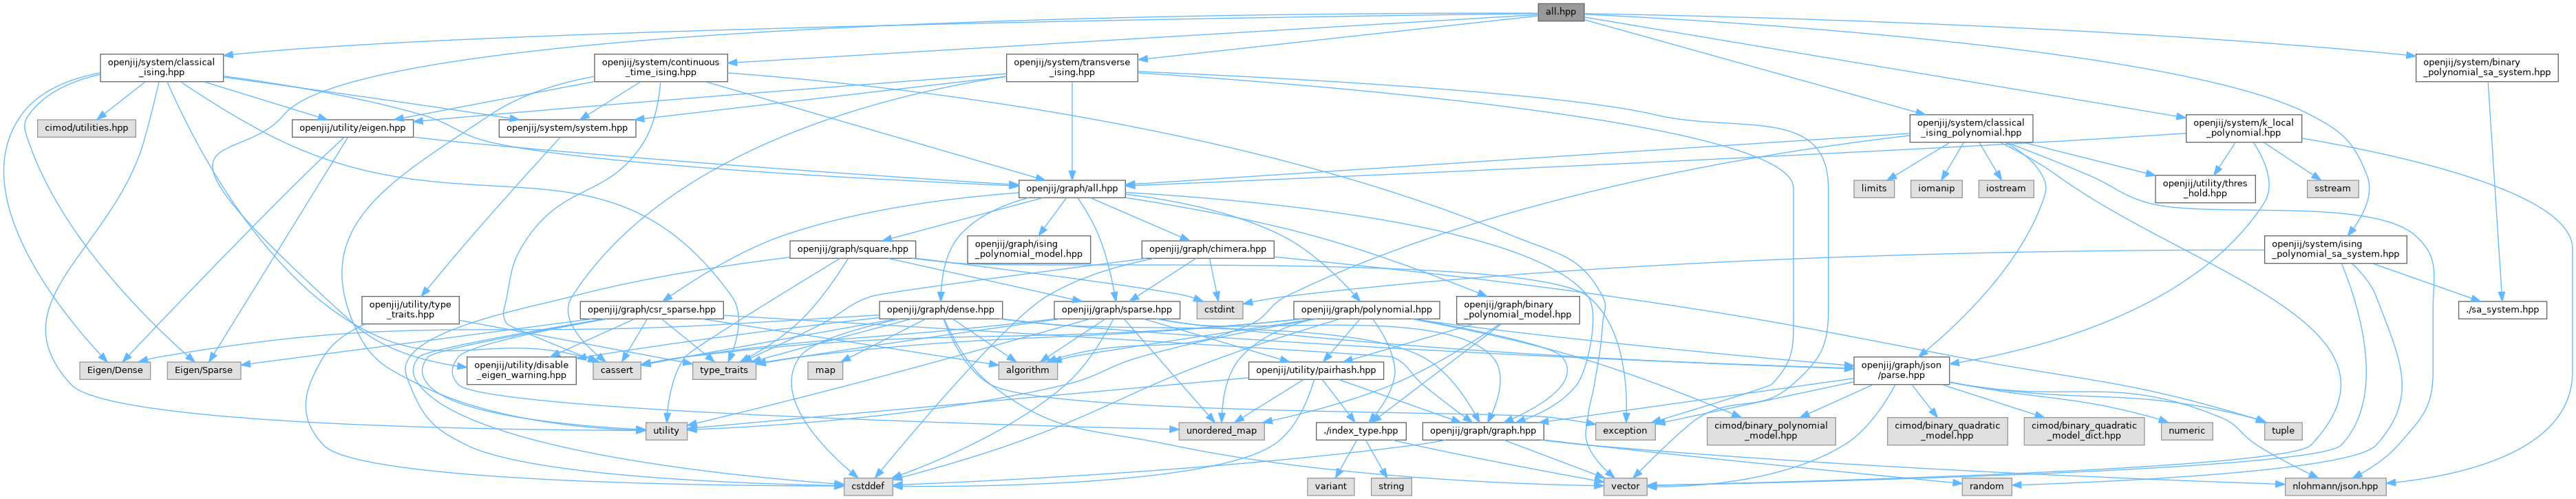 all.hpp
openjij/system/classical
_ising.hpp
openjij/system/continuous
_time_ising.hpp
openjij/system/transverse
_ising.hpp
openjij/system/binary
_polynomial_sa_system.hpp
cimod/utilities.hpp
openjij/utility/eigen.hpp
openjij/system/system.hpp
openjij/system/classical
_ising_polynomial.hpp
openjij/system/k_local
_polynomial.hpp
openjij/graph/all.hpp
limits
iomanip
iostream
openjij/utility/thres
hold.hpp
sstream
openjij/graph/square.hpp
openjij/graph/ising
_polynomial_model.hpp
openjij/graph/chimera.hpp
openjij/system/ising
_polynomial_sa_system.hpp
openjij/utility/type
_traits.hpp
openjij/graph/csr_sparse.hpp
openjij/graph/dense.hpp
openjij/graph/sparse.hpp
cstdint
openjij/graph/polynomial.hpp
openjij/graph/binary
_polynomial_model.hpp
./sa_system.hpp
Eigen/Dense
Eigen/Sparse
openjij/utility/disable
_eigen_warning.hpp
cassert
type_traits
map
algorithm
openjij/utility/pairhash.hpp
openjij/graph/json
/parse.hpp
utility
unordered_map
./index_type.hpp
openjij/graph/graph.hpp
exception
cimod/binary_polynomial
_model.hpp
cimod/binary_quadratic
_model.hpp
cimod/binary_quadratic
_model_dict.hpp
numeric
tuple
cstddef
variant
string
vector
random
nlohmann/json.hpp